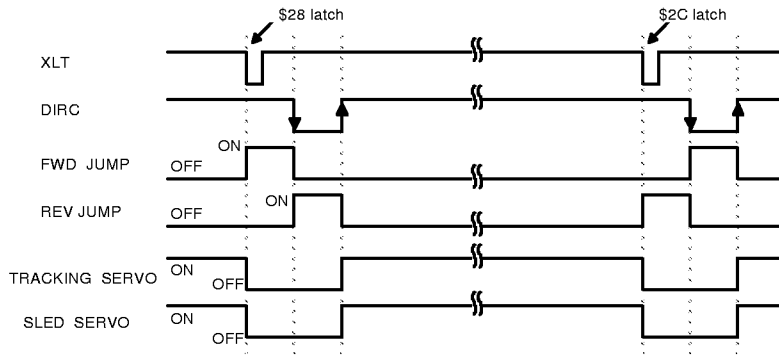 $28 latch
$2C latch
XLT
DIRC
ON
FWD JUMP
OFF
ON
REV JUMP
OFF
ON
TRACKING SERVO
OFF
ON
SLED SERVO
OFF